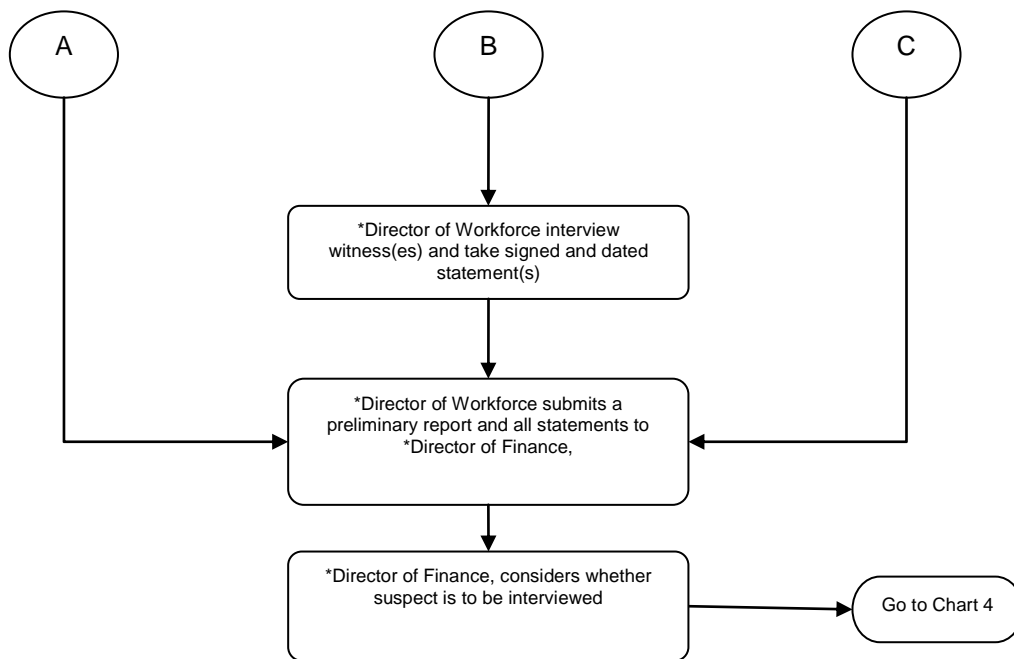 A
B
C
*Director of Workforce interview
witness(es) and take signed and dated
statement(s)
*Director of Workforce submits a
preliminary report and all statements to
*Director of Finance,
*Director of Finance, considers whether
suspect is to be interviewed
Go to Chart 4